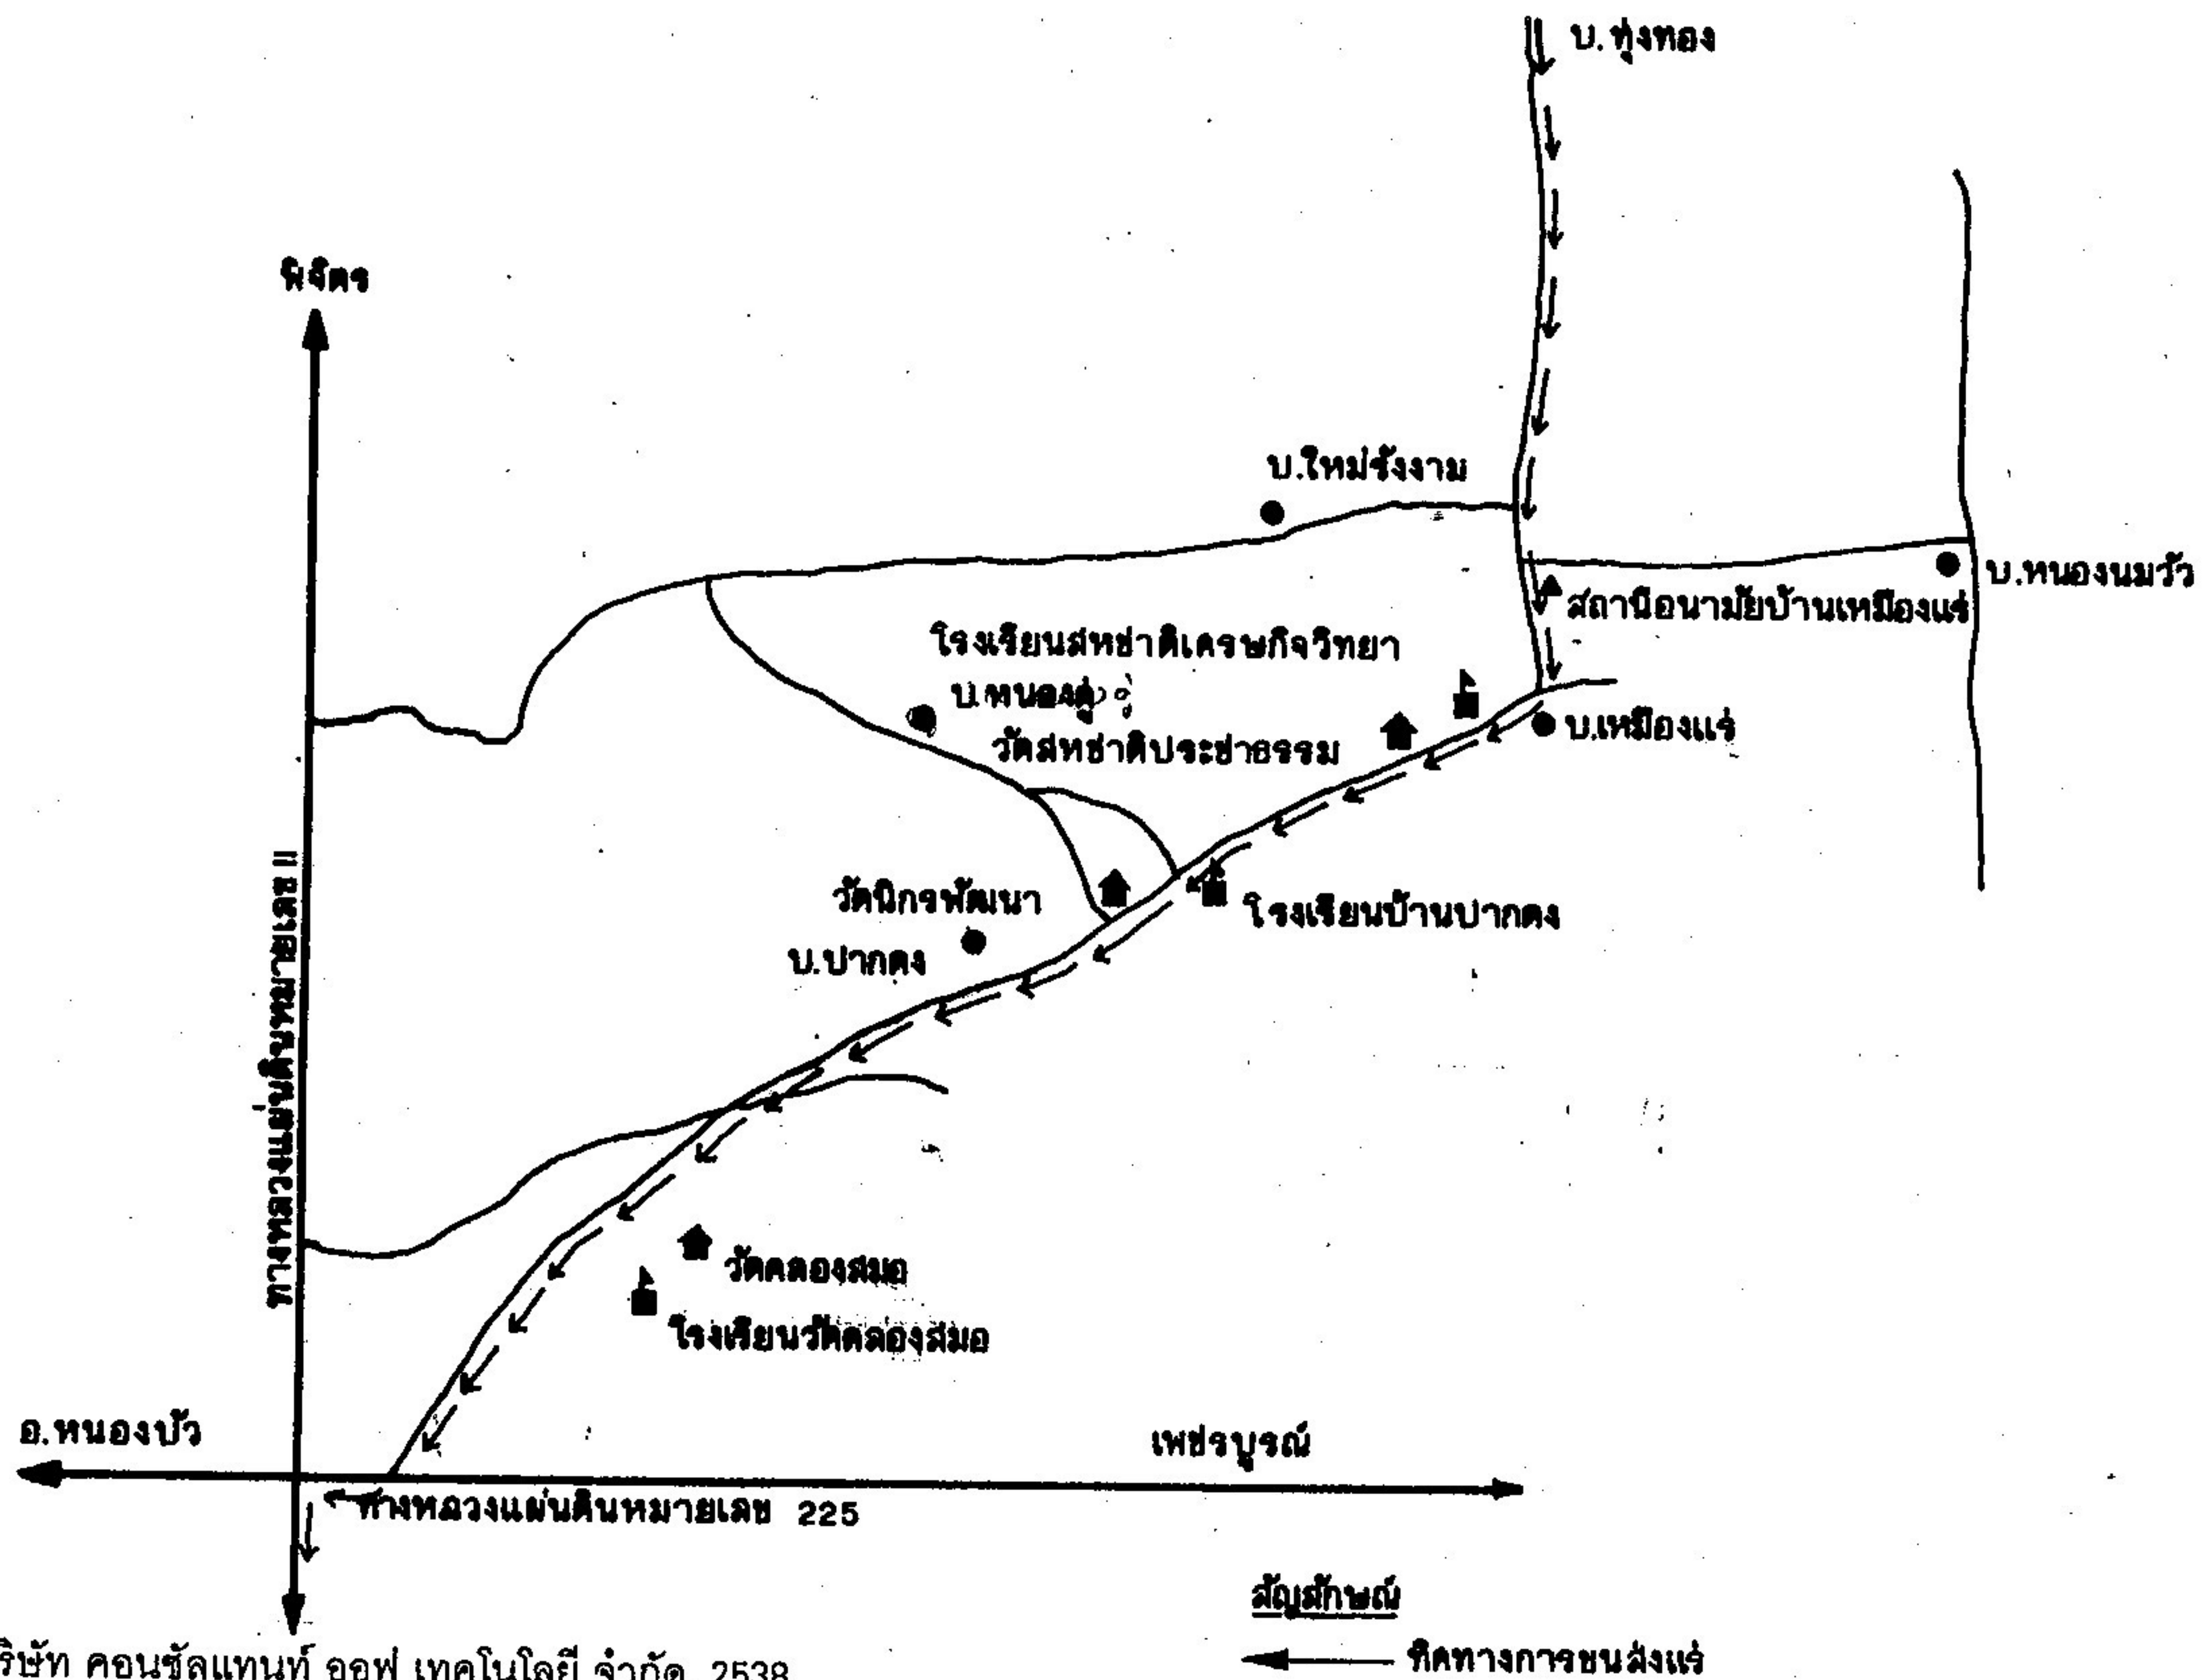 บ.ทุ่งทอง
พิจิตร
บ.ใหม่รังงาม
บ.หนองนมวัว
สถานีอนามัยบ้านเหมืองแร่
โรงเรียนสหชาติเศรษฐกิจวิทยา
บ.หนองคู่
วัดสหชาติประชาธรรม
บ.เหมืองแร่
ทางหลวงแผ่นดินหมายเลข 11
วัดนิกรพัฒนา
โรงเรียนบ้านปากดง
บ.ปากดง
วัดคลองสมอ
โรงเรียนวัดคลองสมอ
อ.หนองบัว
เพชรบูรณ์
ทางหลวงแผ่นดินหมายเลข 225
สัญลักษณ์
ทิศทางการขนส่งแร่
ริษัท คอนซัลแทนท์ ออฟ เทคโนโลยี จำกัด, 2538